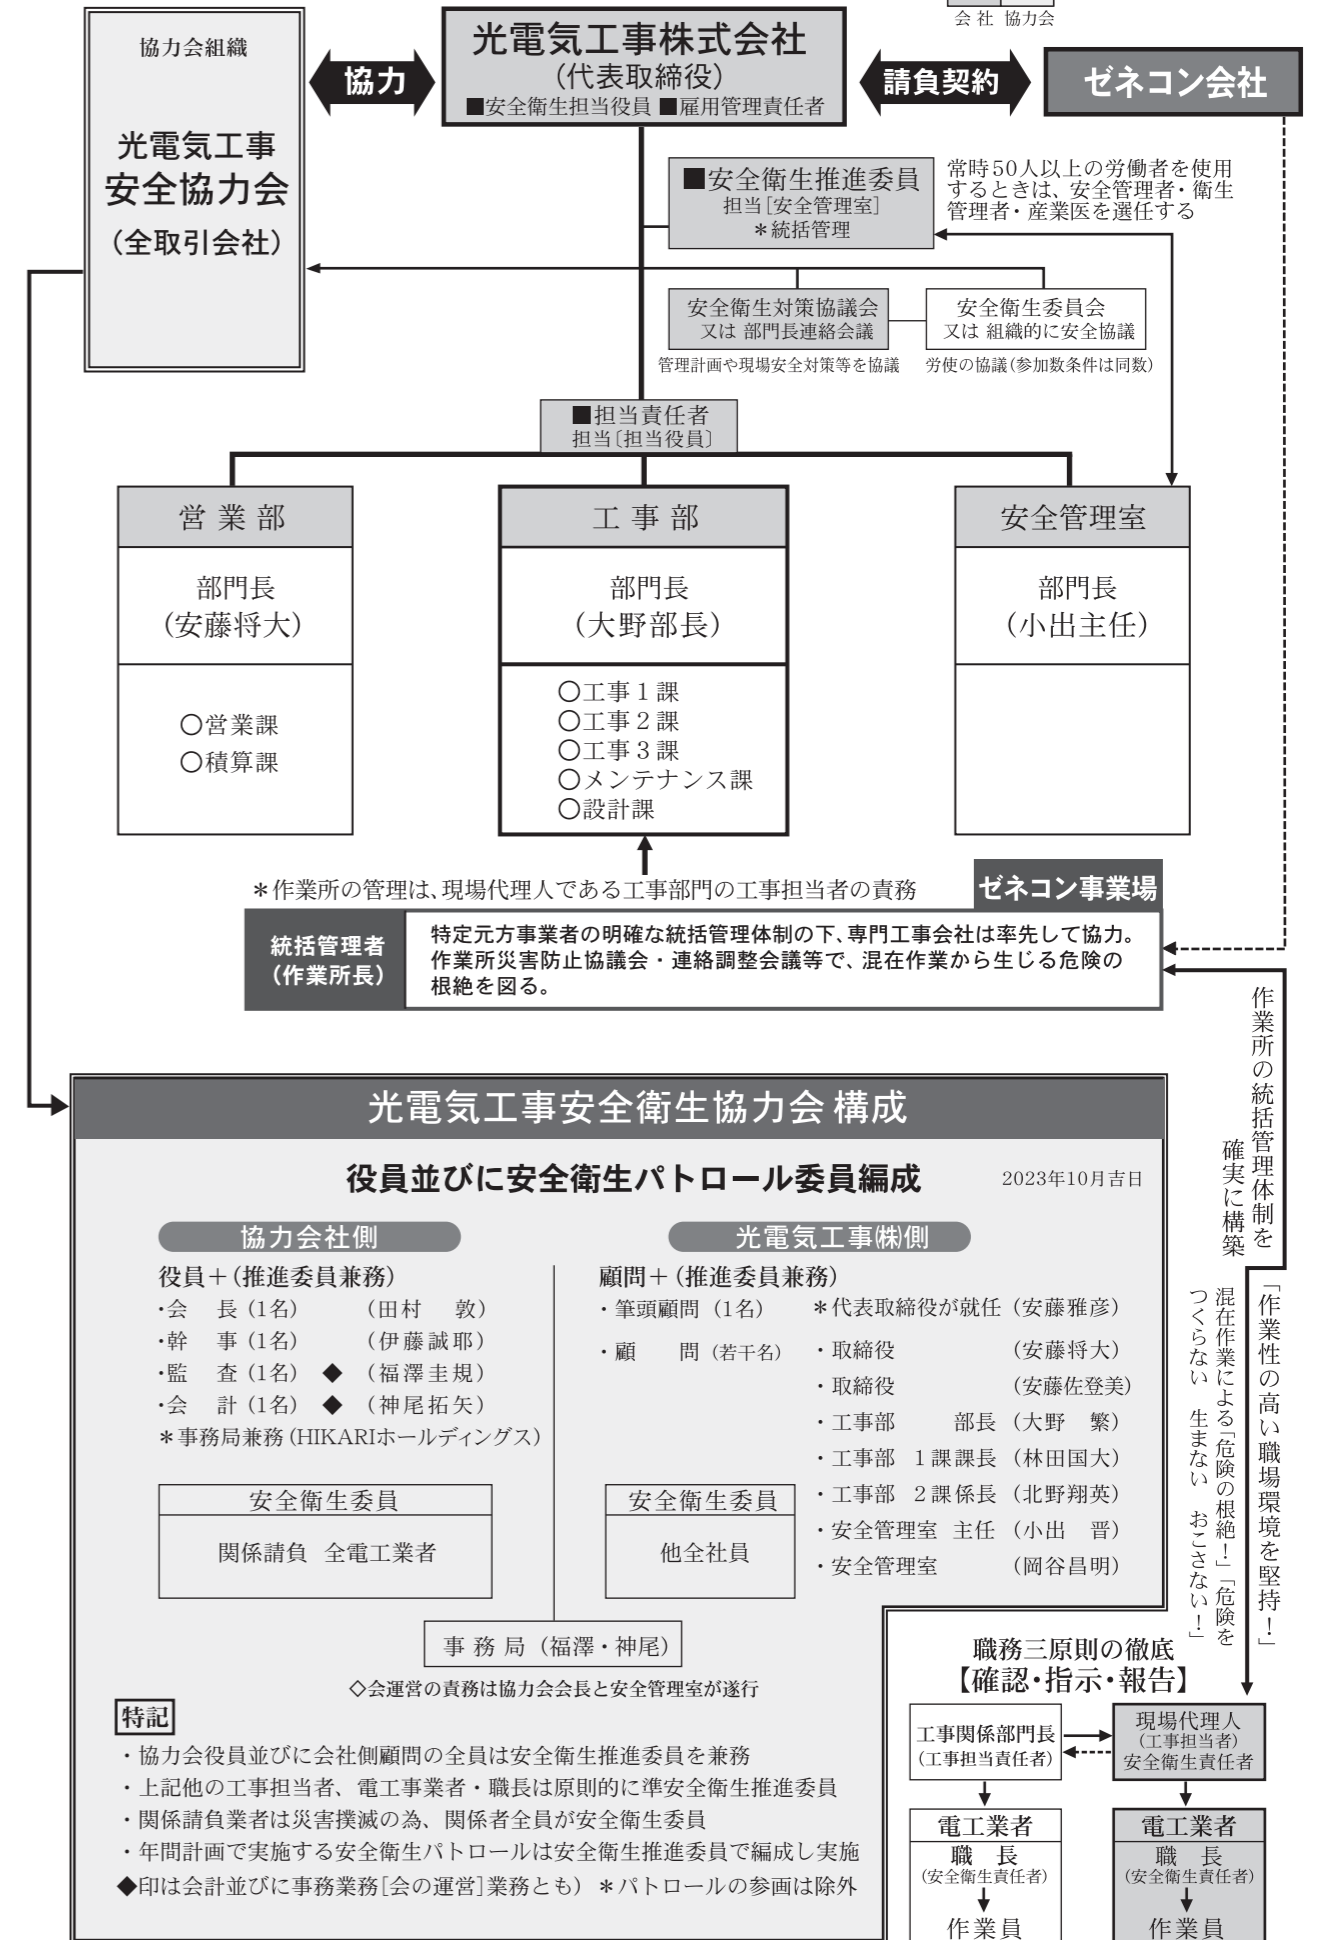 会社 協力会
協力会組織
光電気工事
安全協力会
（全取引会社）
協力
光電気工事株式会社
（代表取締役）
■安全衛生担当役員 ■雇用管理責任者
請負契約
ゼネコン会社
■安全衛生推進委員
担当［安全管理室］
＊統括管理
常時50人以上の労働者を使用
するときは、安全管理者・衛生
管理者・産業医を選任する
安全衛生対策協議会
又は 部門長連絡会議
管理計画や現場安全対策等を協議
安全衛生委員会
又は 組織的に安全協議
労使の協議（参加数条件は同数）
■担当責任者
担当〔担当役員〕
営業部
部門長
（安藤将大）
○営業課
○積算課
工事部
部門長
（大野部長）
○工事１課
○工事２課
○工事３課
○メンテナンス課
○設計課
安全管理室
部門長
（小出主任）
＊作業所の管理は、現場代理人である工事部門の工事担当者の責務
ゼネコン事業場
統括管理者
（作業所長）
特定元方事業者の明確な統括管理体制の下、専門工事会社は率先して協力。
作業所災害防止協議会・連絡調整会議等で、混在作業から生じる危険の
根絶を図る。
作業所の統括管理体制を
確実に構築
光電気工事安全衛生協力会 構成
役員並びに安全衛生パトロール委員編成
2023年10月吉日
協力会社側
役員＋（推進委員兼務）
・会　長（1名）　（田村　敦）
・幹　事（1名）　（伊藤誠耶）
・監　査（1名）◆（福澤圭規）
・会　計（1名）◆（神尾拓矢）
＊事務局兼務（HIKARIホールディングス）
安全衛生委員
関係請負 全電工業者
光電気工事㈱側
顧問＋（推進委員兼務）
・筆頭顧問（1名）　＊代表取締役が就任（安藤雅彦）
・顧　問（若干名）　・取締役　（安藤将大）
・取締役　（安藤佐登美）
・工事部　部長（大野　繁）
・工事部　１課課長（林田国大）
・工事部　２課係長（北野翔英）
・安全管理室 主任（小出　晋）
・安全管理室　（岡谷昌明）
安全衛生委員
他全社員
事務局（福澤・神尾）
◇会運営の責務は協力会会長と安全管理室が遂行
特記
・協力会役員並びに会社側顧問の全員は安全衛生推進委員を兼務
・上記他の工事担当者、電工事業者・職長は原則的に準安全衛生推進委員
・関係請負業者は災害撲滅の為、関係者全員が安全衛生委員
・年間計画で実施する安全衛生パトロールは安全衛生推進委員で編成し実施
◆印は会計並びに事務業務［会の運営］業務とも）＊パトロールの参画は除外
「作業性の高い職場環境を堅持！」
混在作業による「危険の根絶！」「危険を
つくらない 生まない おこさない！」
職務三原則の徹底
【確認・指示・報告】
工事関係部門長
（工事担当責任者）
現場代理人
（工事担当者）
安全衛生責任者
電工業者
職　長
（安全衛生責任者）
作業員
電工業者
職　長
（安全衛生責任者）
作業員